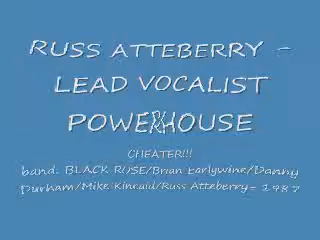 RUSS ATTEBERRY -
LEAD VOCALIST
POWERHOUSE
CHEATER!!!
band. BLACK ROSE/Brian Earlywine/Danny
Durham/Mike Kincaid/Russ Atteberry- 1987